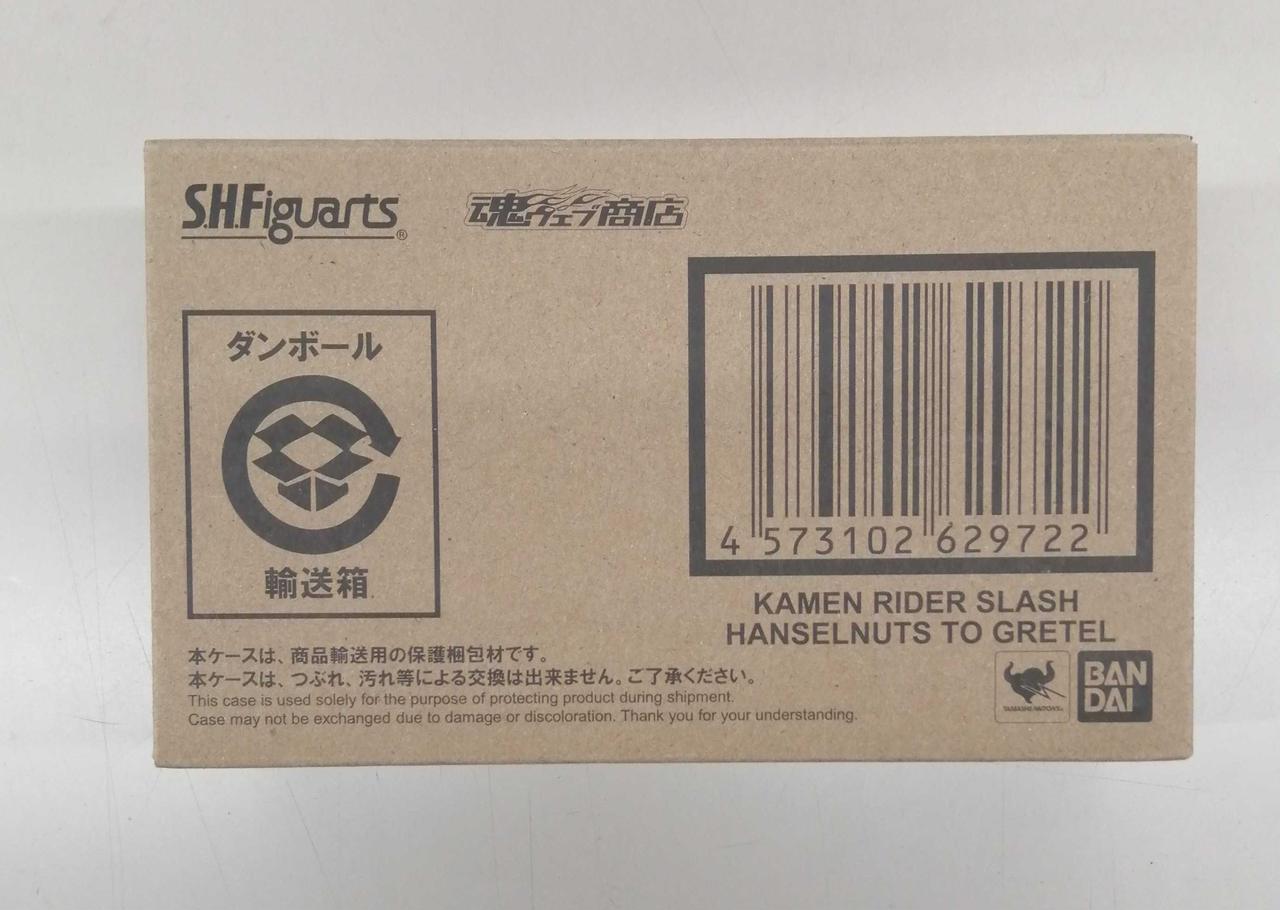 S.H.Figuarts®
魂ウェブ商店
ダンボール
輸送箱
4 573102 629722
KAMEN RIDER SLASH
HANSELNUTS TO GRETEL
本ケースは、商品輸送用の保護梱包材です。
本ケースは、つぶれ、汚れ等による交換は出来ません。ご了承ください。
This case is used solely for the purpose of protecting product during shipment.
Case may not be exchanged due to damage or discoloration. Thank you for your understanding.
TAMASHII NATIONS
BAN
DAI